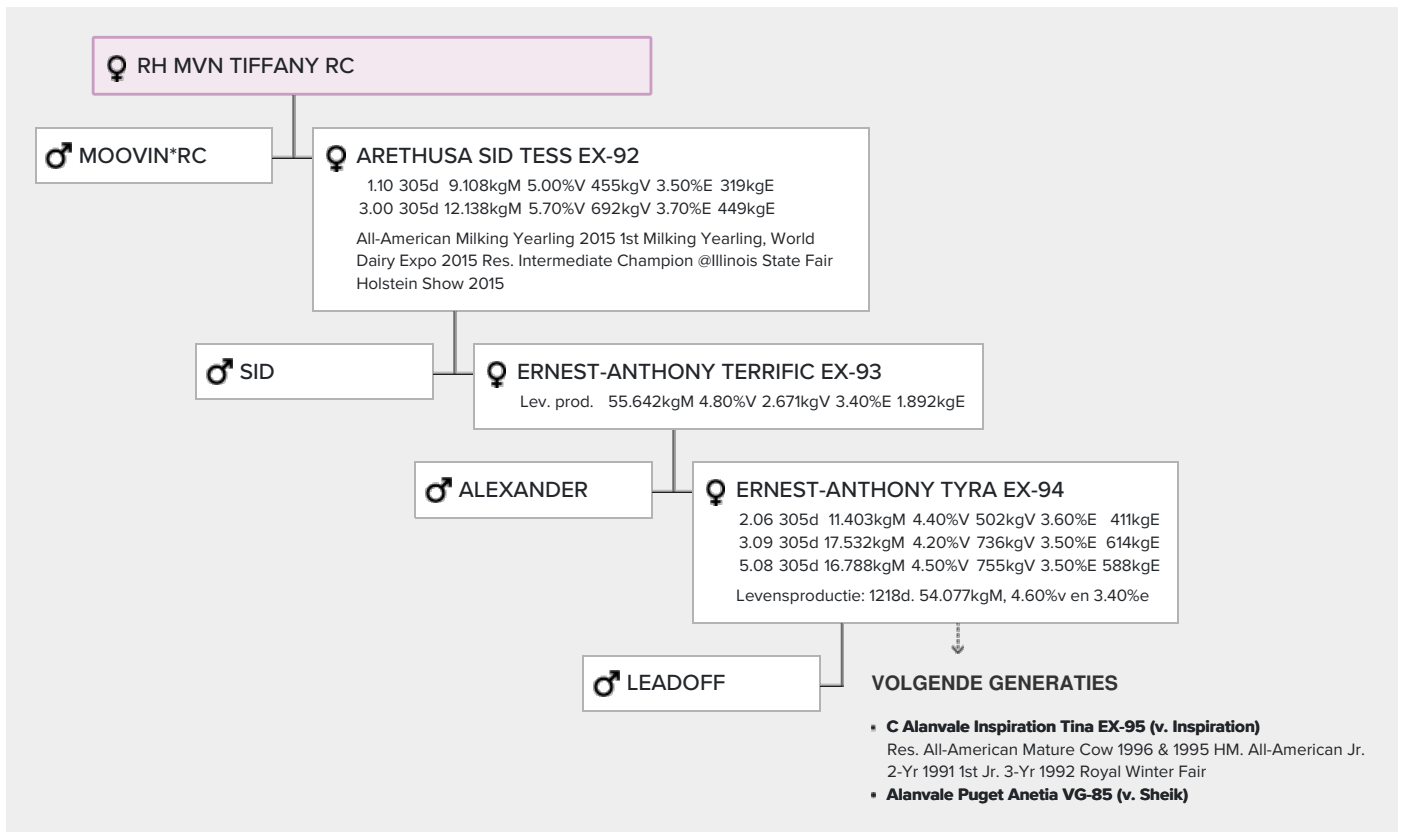 RH MVN TIFFANY RC
MOOVIN*RC
ARETHUSA SID TESS EX-92
1.10 305d 9.108kgM 5.00%V 455kgV 3.50%E 319kgE
3.00 305d 12.138kgM 5.70%V 692kgV 3.70%E 449kgE
All-American Milking Yearling 2015 1st Milking Yearling, World
Dairy Expo 2015 Res. Intermediate Champion @Illinois State Fair
Holstein Show 2015
SID
ERNEST-ANTHONY TERRIFIC EX-93
Lev. prod. 55.642kgM 4.80%V 2.671kgV 3.40%E 1.892kgE
ALEXANDER
ERNEST-ANTHONY TYRA EX-94
2.06 305d 11.403kgM 4.40%V 502kgV 3.60%E 411kgE
3.09 305d 17.532kgM 4.20%V 736kgV 3.50%E 614kgE
5.08 305d 16.788kgM 4.50%V 755kgV 3.50%E 588kgE
Levensproductie: 1218d. 54.077kgM, 4.60%v en 3.40%e
LEADOFF
VOLGENDE GENERATIES
C Alanvale Inspiration Tina EX-95 (v. Inspiration)
Res. All-American Mature Cow 1996 & 1995 HM. All-American Jr.
2-Yr 1991 1st Jr. 3-Yr 1992 Royal Winter Fair
Alanvale Puget Anetia VG-85 (v. Sheik)